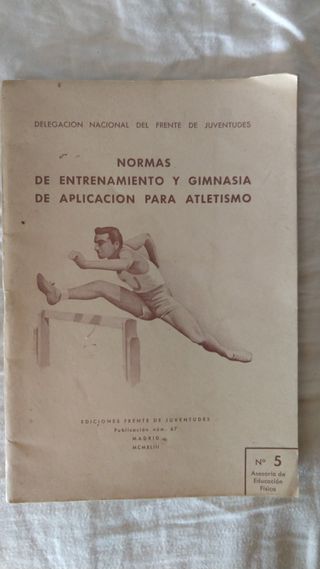 DELEGACION NACIONAL DEL FRENTE DE JUVENTUDES
NORMAS
DE ENTRENAMIENTO Y GIMNASIA
DE APLICACION PARA ATLETISMO
EDICIONES FRENTE DE JUVENTUDES
Publicación núm. 67
MADRID
MCMXLIII
Nº 5
Asesoría de
Educación
Física